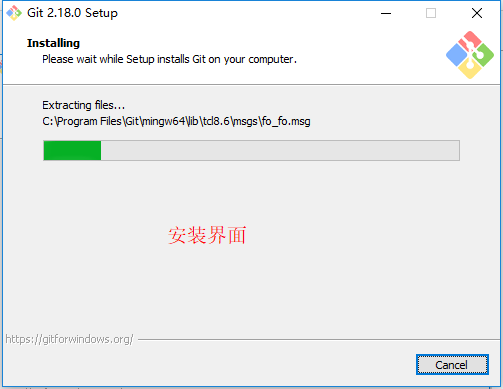 Git 2.18.0 Setup
Installing
Please wait while Setup installs Git on your computer.
Extracting files...
C:\Program Files\Git\mingw64\lib\tcl8.6\msgs\fo_fo.msg
安装界面
https://gitforwindows.org/
Cancel